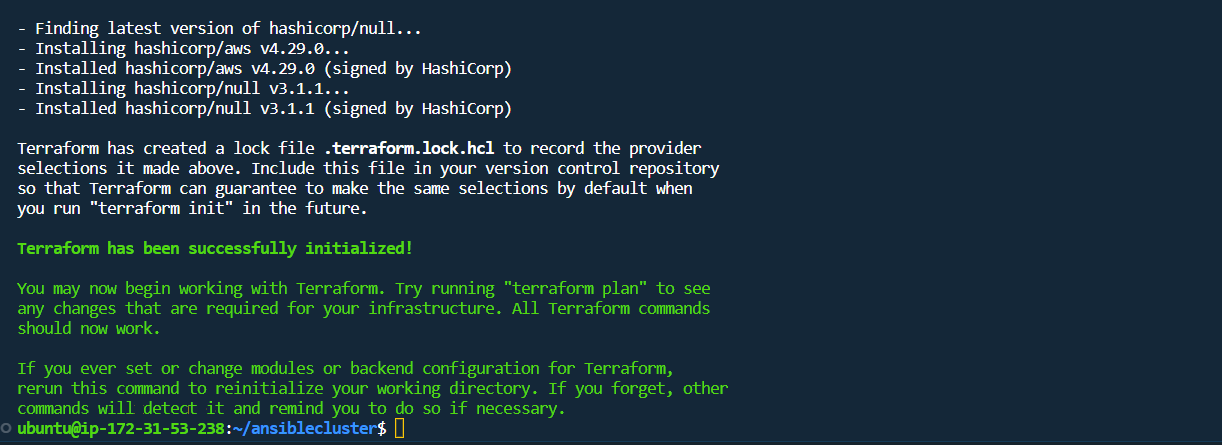 - Finding latest version of hashicorp/null...
- Installing hashicorp/aws v4.29.0...
- Installed hashicorp/aws v4.29.0 (signed by HashiCorp)
- Installing hashicorp/null v3.1.1...
- Installed hashicorp/null v3.1.1 (signed by HashiCorp)
Terraform has created a lock file .terraform.lock.hcl to record the provider
selections it made above. Include this file in your version control repository
so that Terraform can guarantee to make the same selections by default when
you run "terraform init" in the future.
Terraform has been successfully initialized!
You may now begin working with Terraform. Try running "terraform plan" to see
any changes that are required for your infrastructure. All Terraform commands
should now work.
If you ever set or change modules or backend configuration for Terraform,
rerun this command to reinitialize your working directory. If you forget, other
commands will detect it and remind you to do so if necessary.
ubuntu@ip-172-31-53-238:~/ansiblecluster$